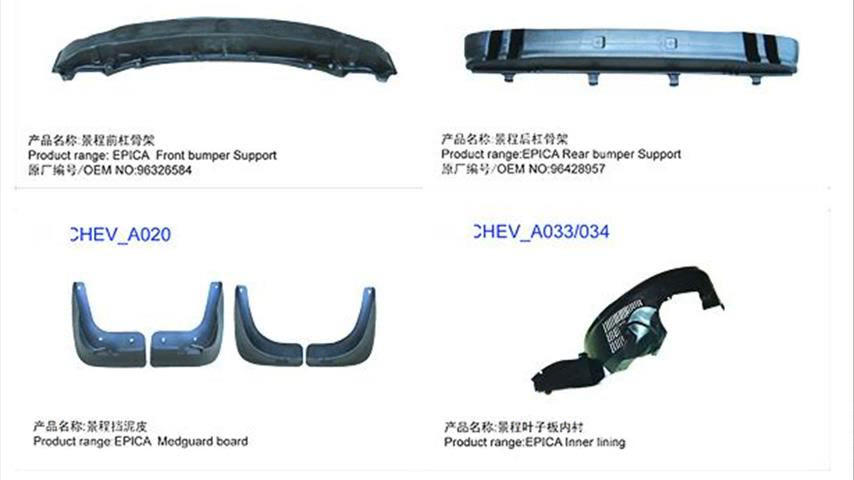 产品名称:景程前杠骨架
Product range: EPICA Front bumper Support
原厂编号/OEM NO:96326584
产品名称:景程后杠骨架
Product range:EPICA Rear bumper Support
原厂编号/OEM NO:96428957
CHEV_A020
产品名称:景程挡泥皮
Product range:EPICA Medguard board
CHEV_A033/034
产品名称:景程叶子板内村
Product range:EPICA Inner lining